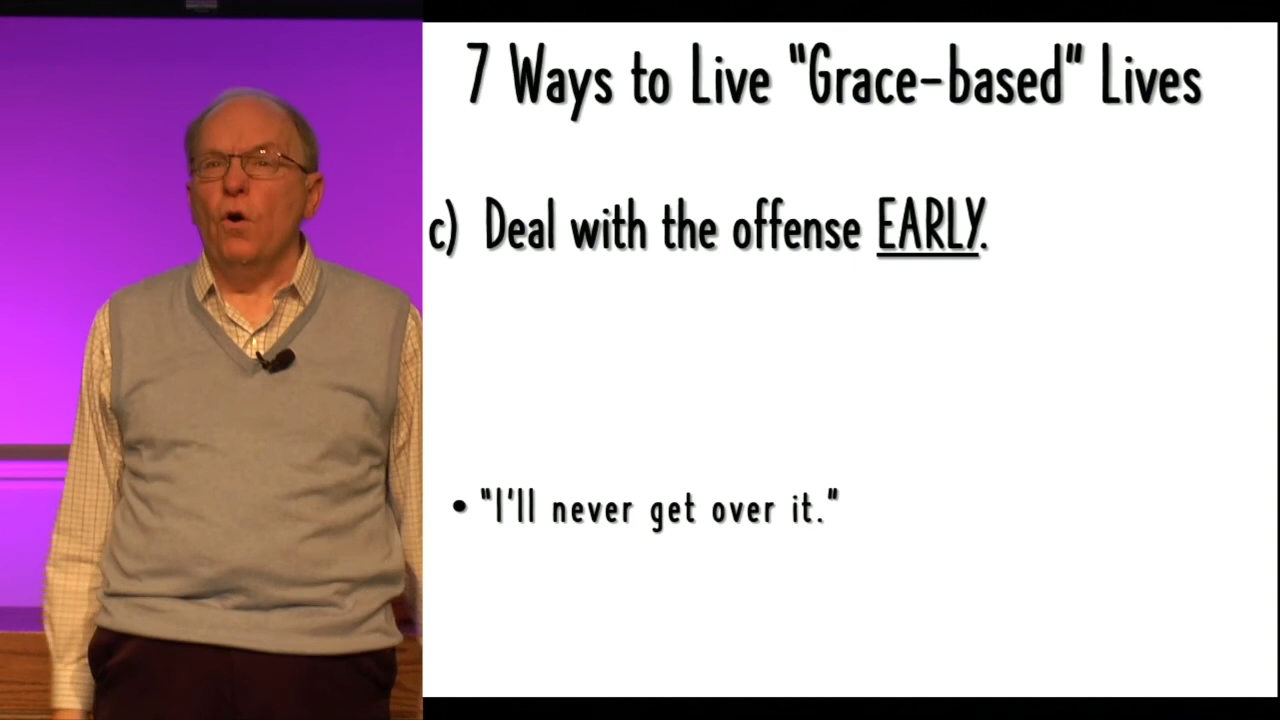 7 Ways to Live "Grace-based" Lives
c) Deal with the offense EARLY.
• "I'll never get over it."